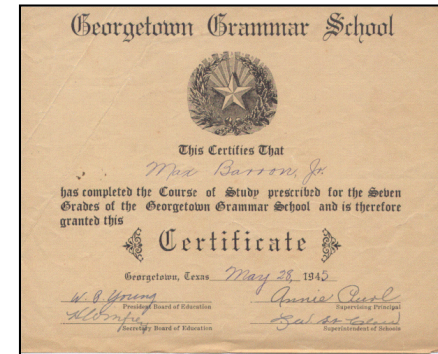 Georgetown Grammar School
This Certifies That
Max Barron, Jr.
has completed the Course of Study prescribed for the Seven
Grades of the Georgetown Grammar School and is therefore
granted this
Certificate
Georgetown, Texas May 28, 1945
W. B. Young Annie Purl
President Board of Education Supervising Principal
Secretary Board of Education Superintendent of Schools